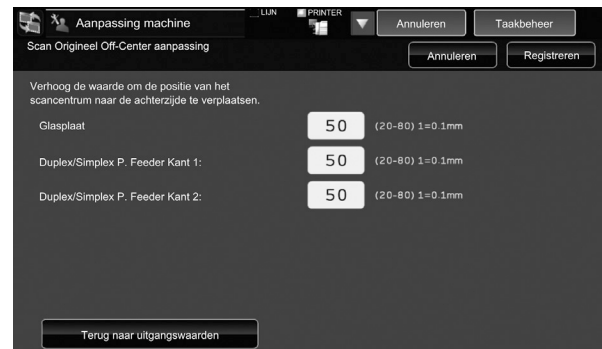 Aanpassing machine
LIJN
PRINTER
Annuleren
Taakbeheer
Scan Origineel Off-Center aanpassing
Annuleren
Registreren
Verhoog de waarde om de positie van het
scancentrum naar de achterzijde te verplaatsen.
Glasplaat 50 (20-80) 1=0.1mm
Duplex/Simplex P. Feeder Kant 1: 50 (20-80) 1=0.1mm
Duplex/Simplex P. Feeder Kant 2: 50 (20-80) 1=0.1mm
Terug naar uitgangswaarden